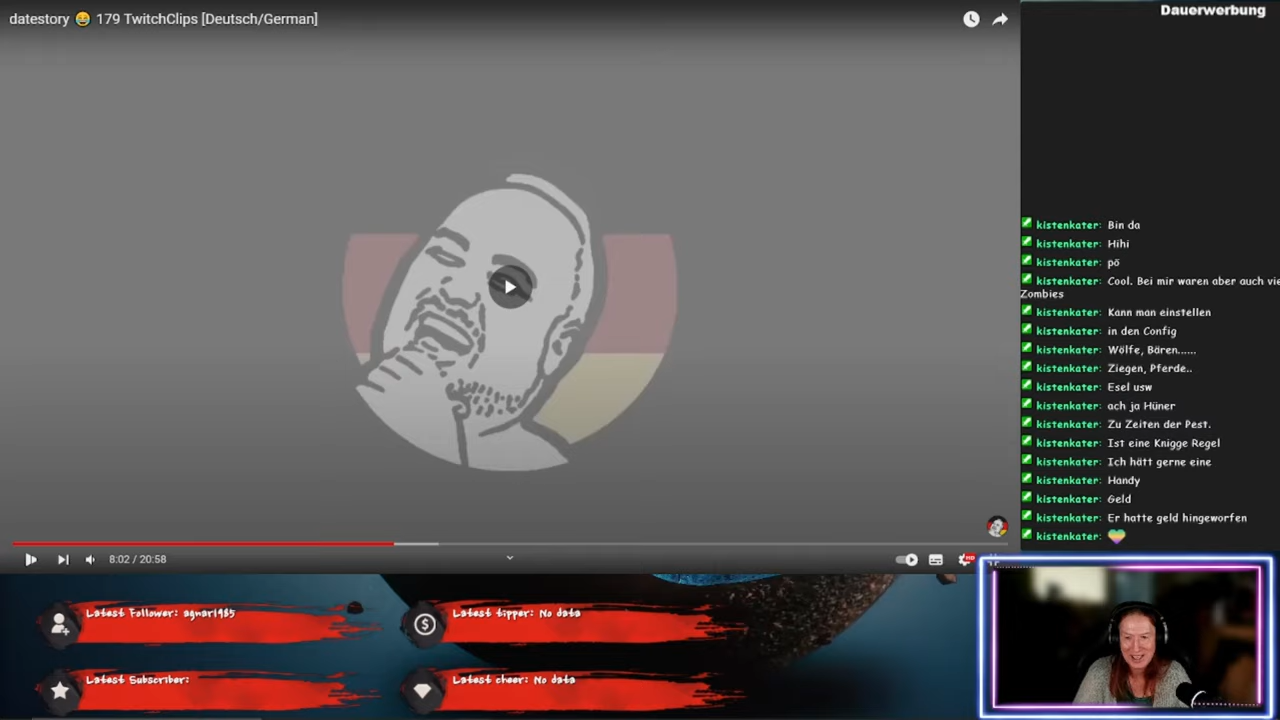 datestory 😂 179 TwitchClips [Deutsch/German]
Dauerwerbung
kistenkater: Bin da
kistenkater: Hihi
kistenkater: pö
kistenkater: Cool. Bei mir waren aber auch vie
Zombies
kistenkater: Kann man einstellen
kistenkater: in den Config
kistenkater: Wölfe, Bären......
kistenkater: Ziegen, Pferde..
kistenkater: Esel usw
kistenkater: ach ja Hüner
kistenkater: Zu Zeiten der Pest.
kistenkater: Ist eine Knigge Regel
kistenkater: Ich hätt gerne eine
kistenkater: Handy
kistenkater: Geld
kistenkater: Er hatte geld hingeworfen
kistenkater:
8:02 / 20:58
HD
Latest Follower: agnar1985
Latest tipper: No data
Latest Subscriber:
Latest cheer: No data